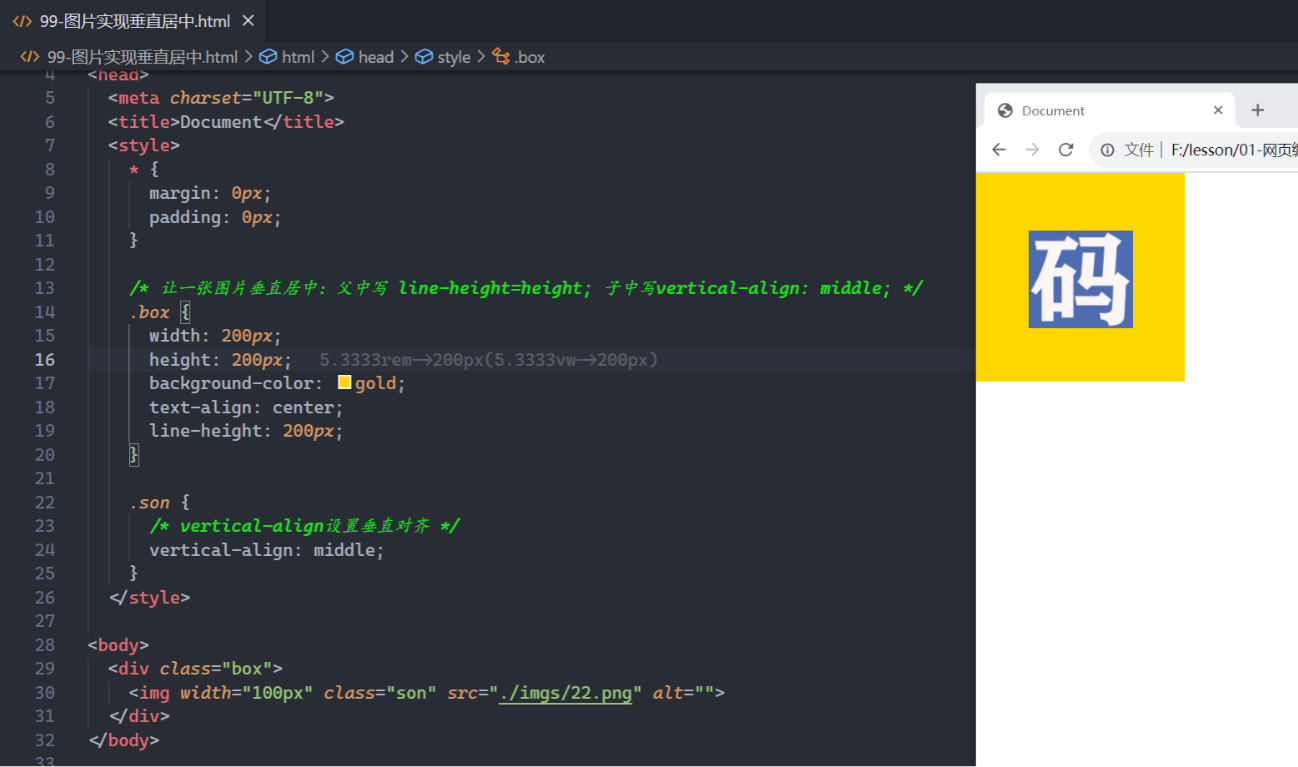 99-图片实现垂直居中.html
99-图片实现垂直居中.html > html > head > style > .box
4 <head>
5 <meta charset="UTF-8">
6 <title>Document</title>
7 <style>
8 * {
9 margin: 0px;
10 padding: 0px;
11 }
12
13 /* 让一张图片垂直居中: 父中写 line-height=height; 子中写vertical-align: middle; */
14 .box {
15 width: 200px;
16 height: 200px; 5.3333rem->200px(5.3333vw->200px)
17 background-color: gold;
18 text-align: center;
19 line-height: 200px;
20 }
21
22 .son {
23 /* vertical-align设置垂直对齐 */
24 vertical-align: middle;
25 }
26 </style>
27
28 <body>
29 <div class="box">
30 <img width="100px" class="son" src="./imgs/22.png" alt="">
31 </div>
32 </body>
33
Document
文件 | F:/lesson/01-网页
码